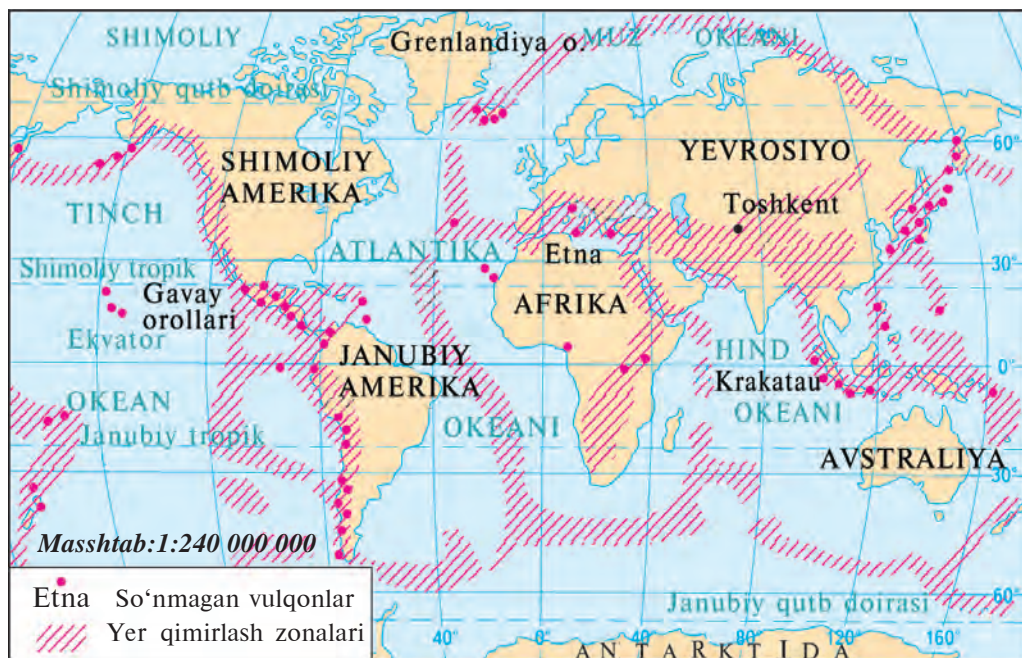 SHIMOLIY MUZ OKEANI
Grenlandiya o.
Shimoliy qutb doirasi
60°
SHIMOLIY
AMERIKA
YEVROSIYO
TINCH
Toshkent
ATLANTIKA
Etna
Shimoliy tropik
30°
Gavay
orollari
AFRIKA
Ekvator
JANUBIY
AMERIKA
HIND
0°
Krakatau
OKEAN
OKEANI
OKEANI
Janubiy tropik
AVSTRALIYA
30°
Masshtab:1:240 000 000
Etna So‘nmagan vulqonlar
Yer qimirlash zonalari
60°
Janubiy qutb doirasi
40° 0° 40° 80° 120° 160°
ANTARKTIDA